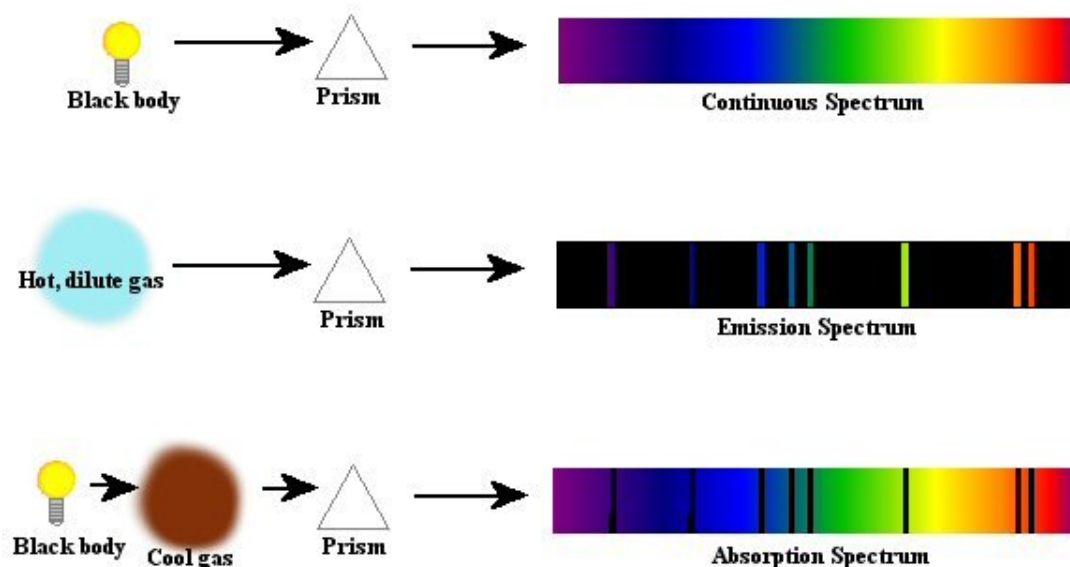 Black body
Prism
Continuous Spectrum
Hot, dilute gas
Prism
Emission Spectrum
Black body
Cool gas
Prism
Absorption Spectrum